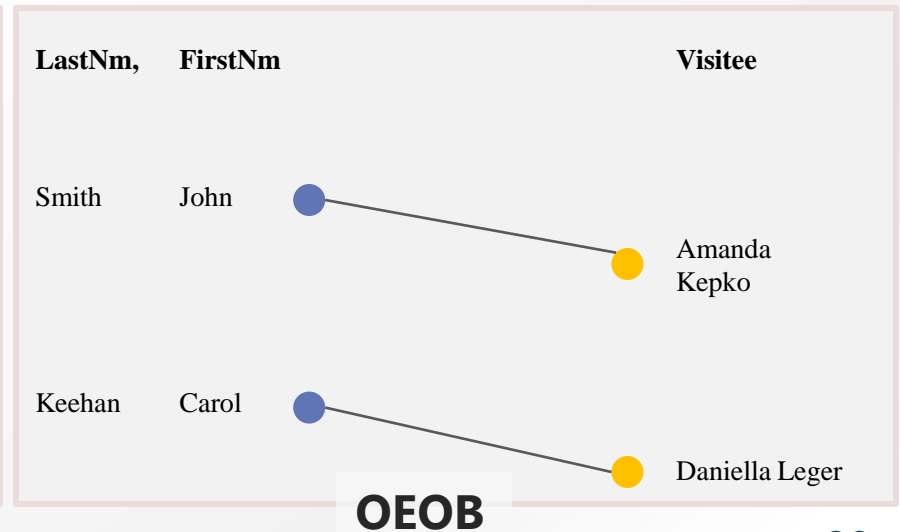 LastNm, FirstNm Visitee
Smith John
Amanda
Kepko
Keehan Carol
Daniella Leger
OEOB